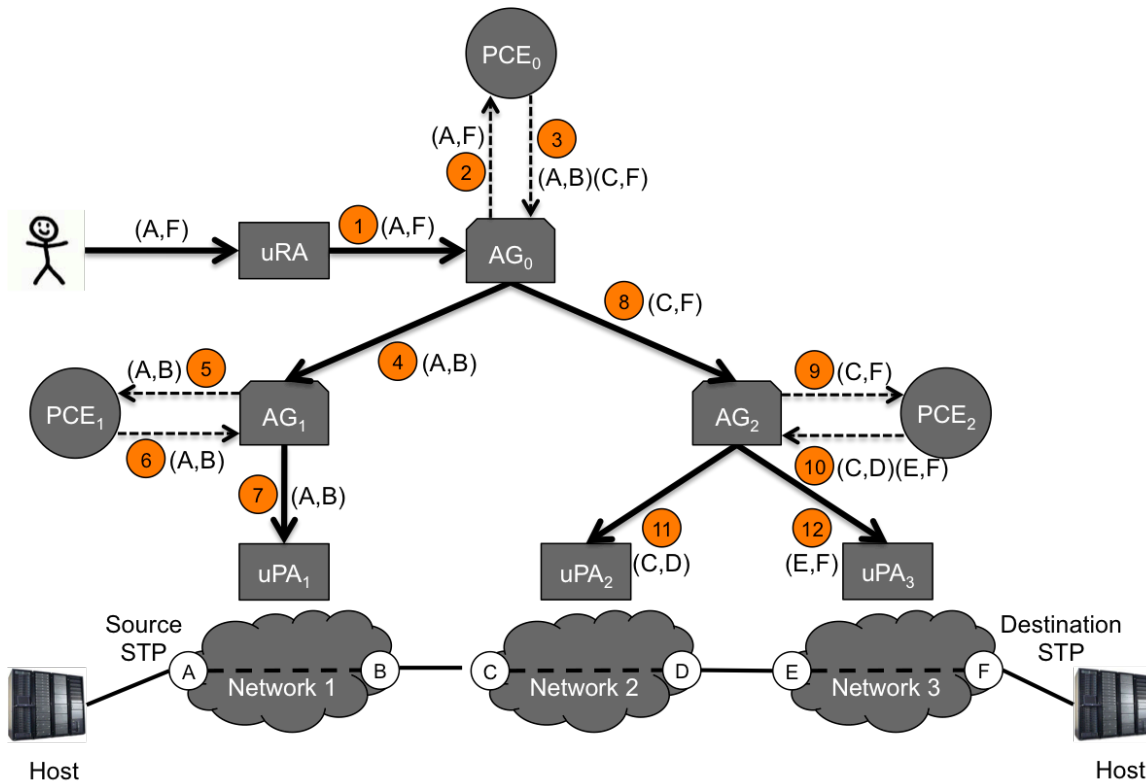 PCE0
(A,F)
2
3
(A,B)(C,F)
(A,F)
uRA
1
(A,F)
AG0
8
(C,F)
4
(A,B)
(A,B)
5
PCE1
6
(A,B)
AG1
9
(C,F)
AG2
PCE2
10
(C,D)(E,F)
7
(A,B)
11
(C,D)
12
(E,F)
uPA1
uPA2
uPA3
Source
STP
Destination
STP
A
B
C
D
E
F
Network 1
Network 2
Network 3
Host
Host